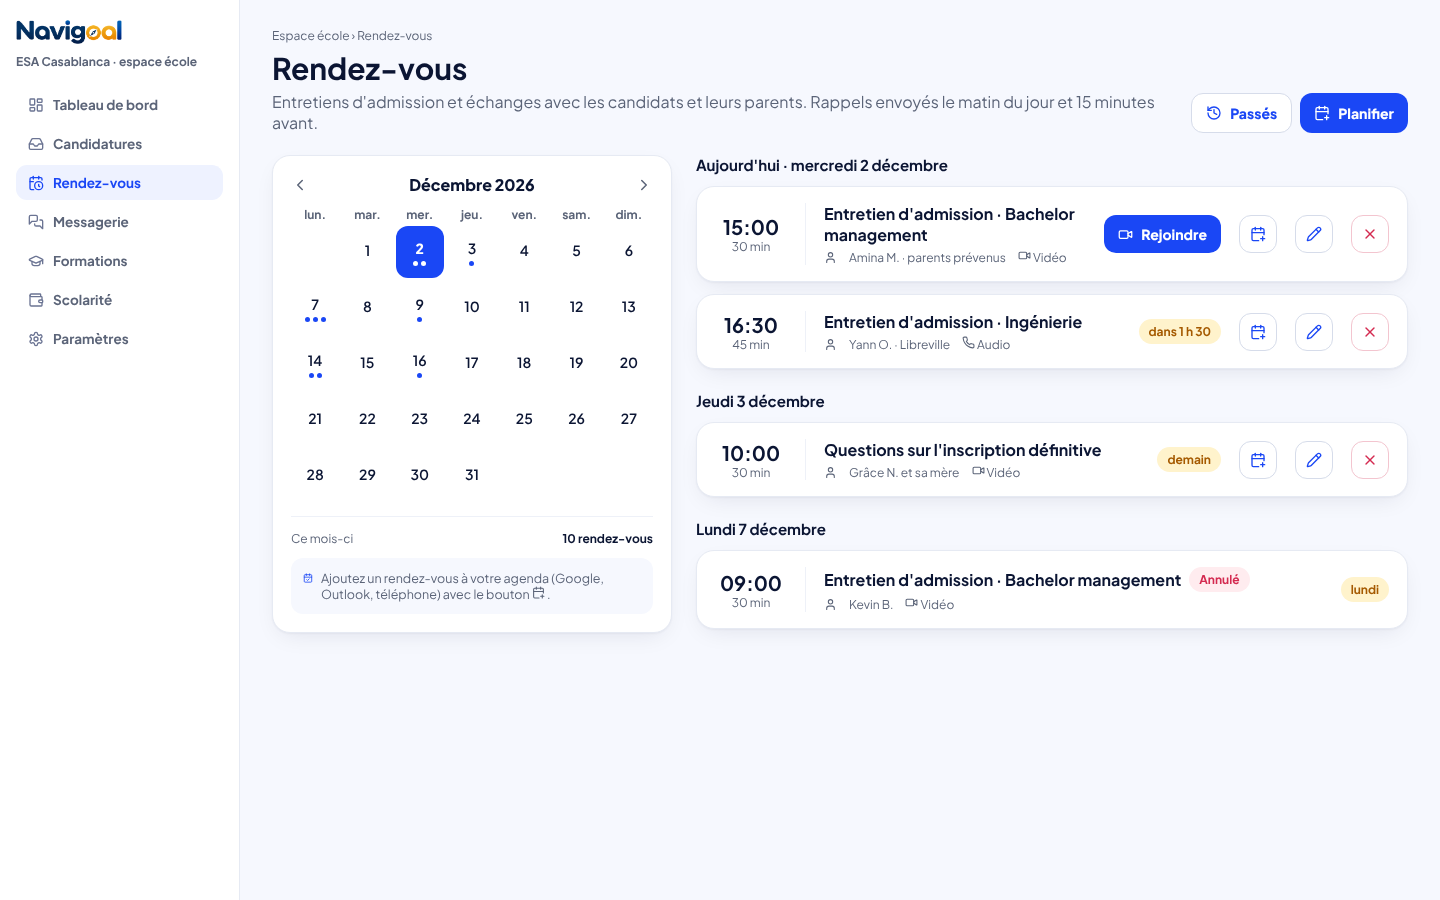 Navigoal
ESA Casablanca · espace école
Tableau de bord
Candidatures
Rendez-vous
Messagerie
Formations
Scolarité
Paramètres
Espace école › Rendez-vous
Rendez-vous
Entretiens d'admission et échanges avec les candidats et leurs parents. Rappels envoyés le matin du jour et 15 minutes
avant.
Passés
Planifier
Décembre 2026
lun. mar. mer. jeu. ven. sam. dim.
1 2 3 4 5 6
7 8 9 10 11 12 13
14 15 16 17 18 19 20
21 22 23 24 25 26 27
28 29 30 31
Ce mois-ci 10 rendez-vous
Ajoutez un rendez-vous à votre agenda (Google,
Outlook, téléphone) avec le bouton .
Aujourd'hui · mercredi 2 décembre
15:00
30 min
Entretien d'admission · Bachelor
management
Amina M. · parents prévenus Vidéo
Rejoindre
16:30
45 min
Entretien d'admission · Ingénierie
Yann O. · Libreville Audio
dans 1 h 30
Jeudi 3 décembre
10:00
30 min
Questions sur l'inscription définitive
Grâce N. et sa mère Vidéo
demain
Lundi 7 décembre
09:00
30 min
Entretien d'admission · Bachelor management Annulé
Kevin B. Vidéo
lundi